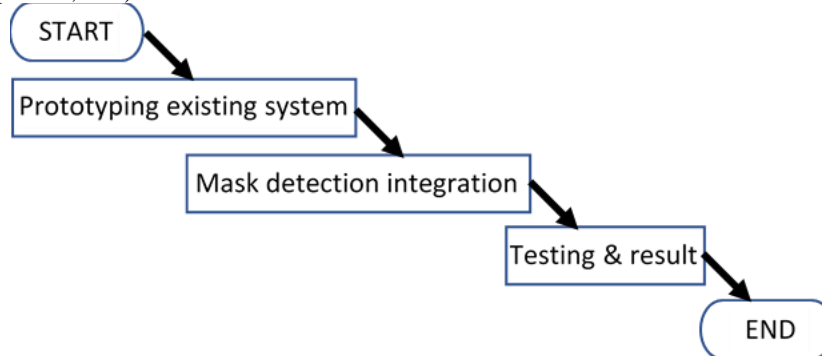 START
Prototyping existing system
Mask detection integration
Testing & result
END